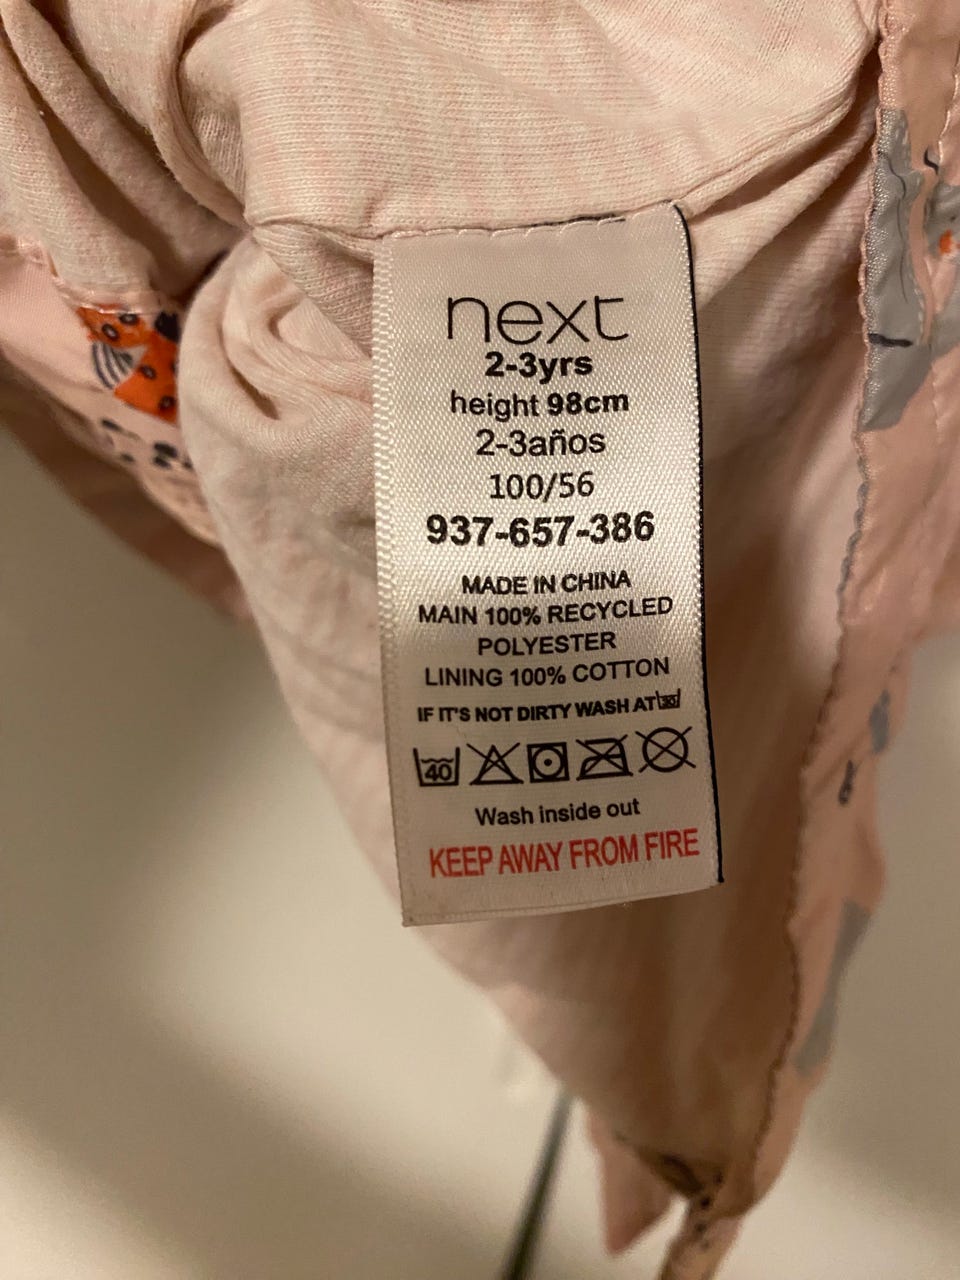 next
2-3yrs
height 98cm
2-3años
100/56
937-657-386
MADE IN CHINA
MAIN 100% RECYCLED
POLYESTER
LINING 100% COTTON
IF IT'S NOT DIRTY WASH AT 30
40
Wash inside out
KEEP AWAY FROM FIRE